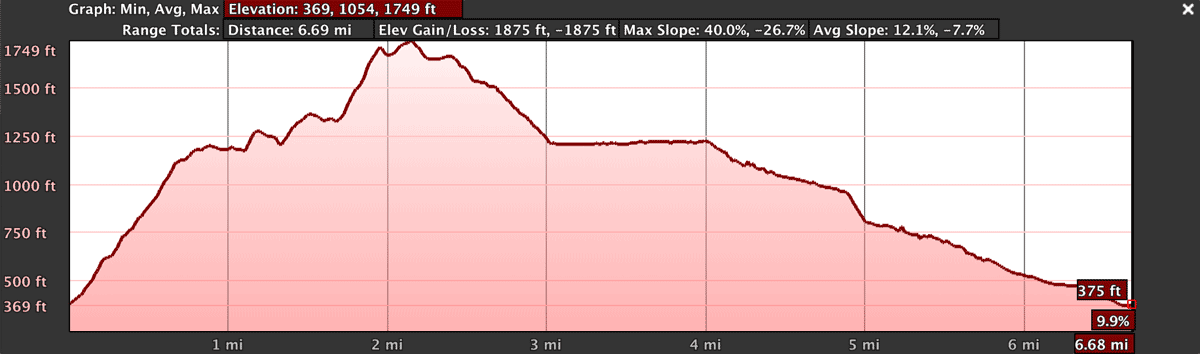 Graph: Min, Avg, Max Elevation: 369, 1054, 1749 ft
Range Totals: Distance: 6.69 mi Elev Gain/Loss: 1875 ft, -1875 ft Max Slope: 40.0%, -26.7% Avg Slope: 12.1%, -7.7%
1749 ft
1500 ft
1250 ft
1000 ft
750 ft
500 ft
375 ft
369 ft
9.9%
1 mi 2 mi 3 mi 4 mi 5 mi 6 mi 6.68 mi